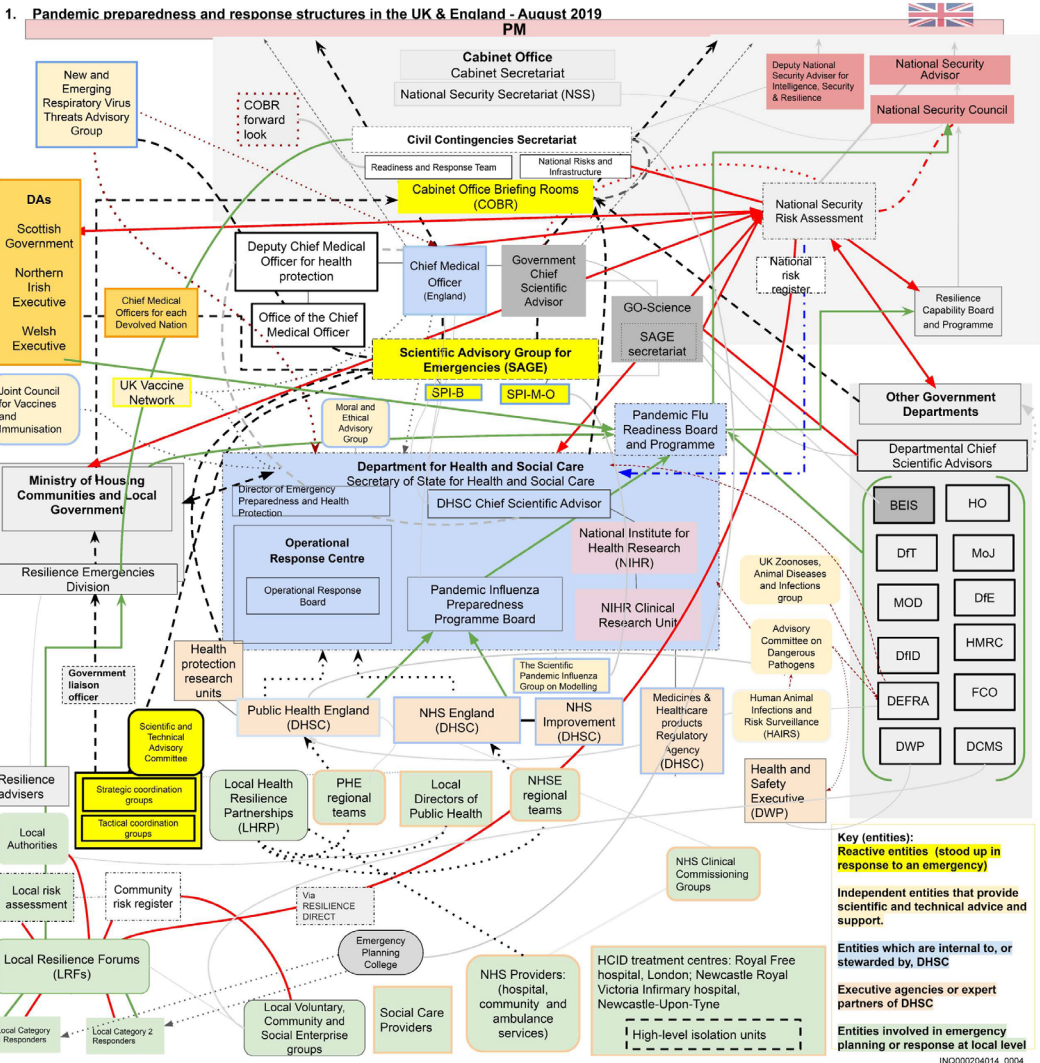 1. Pandemic preparedness and response structures in the UK & England - August 2019
PM
Cabinet Office
Cabinet Secretariat
National Security Secretariat (NSS)
Deputy National
Security Adviser for
Intelligence, Security
& Resilience
National Security
Advisor
National Security Council
New and
Emerging
Respiratory Virus
Threats Advisory
Group
COBR
forward
look
Civil Contingencies Secretariat
Readiness and Response Team
National Risks and
Infrastructure
Cabinet Office Briefing Rooms
(COBR)
DAs
Scottish
Government
Northern
Irish
Executive
Welsh
Executive
National Security
Risk Assessment
Deputy Chief Medical
Officer for health
protection
Chief Medical
Officer
(England)
Government
Chief
Scientific
Advisor
National
risk
register
Chief Medical
Officers for each
Devolved Nation
Office of the Chief
Medical Officer
GO-Science
SAGE
secretariat
Resilience
Capability Board
and Programme
Scientific Advisory Group for
Emergencies (SAGE)
SPI-B
SPI-M-O
Joint Council
for Vaccines
and
Immunisation
UK Vaccine
Network
Moral and
Ethical
Advisory
Group
Pandemic Flu
Readiness Board
and Programme
Other Government
Departments
Departmental Chief
Scientific Advisors
Ministry of Housing
Communities and Local
Government
Department for Health and Social Care
Secretary of State for Health and Social Care
Director of Emergency
Preparedness and Health
Protection
DHSC Chief Scientific Advisor
Operational
Response Centre
Operational Response
Board
National Institute for
Health Research
(NIHR)
Pandemic Influenza
Preparedness
Programme Board
NIHR Clinical
Research Unit
Resilience Emergencies
Division
BEIS
HO
DfT
MoJ
MOD
DfE
DfID
HMRC
DEFRA
FCO
DWP
DCMS
UK Zoonoses,
Animal Diseases
and Infections
group
Advisory
Committee on
Dangerous
Pathogens
Human Animal
Infections and
Risk Surveillance
(HAIRS)
Government
liaison
officer
Health
protection
research
units
The Scientific
Pandemic Influenza
Group on Modelling
Public Health England
(DHSC)
NHS England
(DHSC)
NHS
Improvement
(DHSC)
Medicines &
Healthcare
products
Regulatory
Agency
(DHSC)
Scientific and
Technical
Advisory
Committee
Strategic coordination
groups
Tactical coordination
groups
Resilience
advisers
Local Health
Resilience
Partnerships
(LHRP)
PHE
regional
teams
Local
Directors of
Public Health
NHSE
regional
teams
Health and
Safety
Executive
(DWP)
Local
Authorities
Local risk
assessment
Community
risk register
Via
RESILIENCE
DIRECT
NHS Clinical
Commissioning
Groups
Local Resilience Forums
(LRFs)
Emergency
Planning
College
Local Category
Responders
Local Category 2
Responders
Local Voluntary,
Community and
Social Enterprise
groups
Social Care
Providers
NHS Providers:
(hospital,
community and
ambulance
services)
HCID treatment centres: Royal Free
hospital, London; Newcastle Royal
Victoria Infirmary hospital,
Newcastle-Upon-Tyne
High-level isolation units
Key (entities):
Reactive entities (stood up in
response to an emergency)
Independent entities that provide
scientific and technical advice and
support.
Entities which are internal to, or
stewarded by, DHSC
Executive agencies or expert
partners of DHSC
Entities involved in emergency
planning or response at local level
INQ000204014_0004